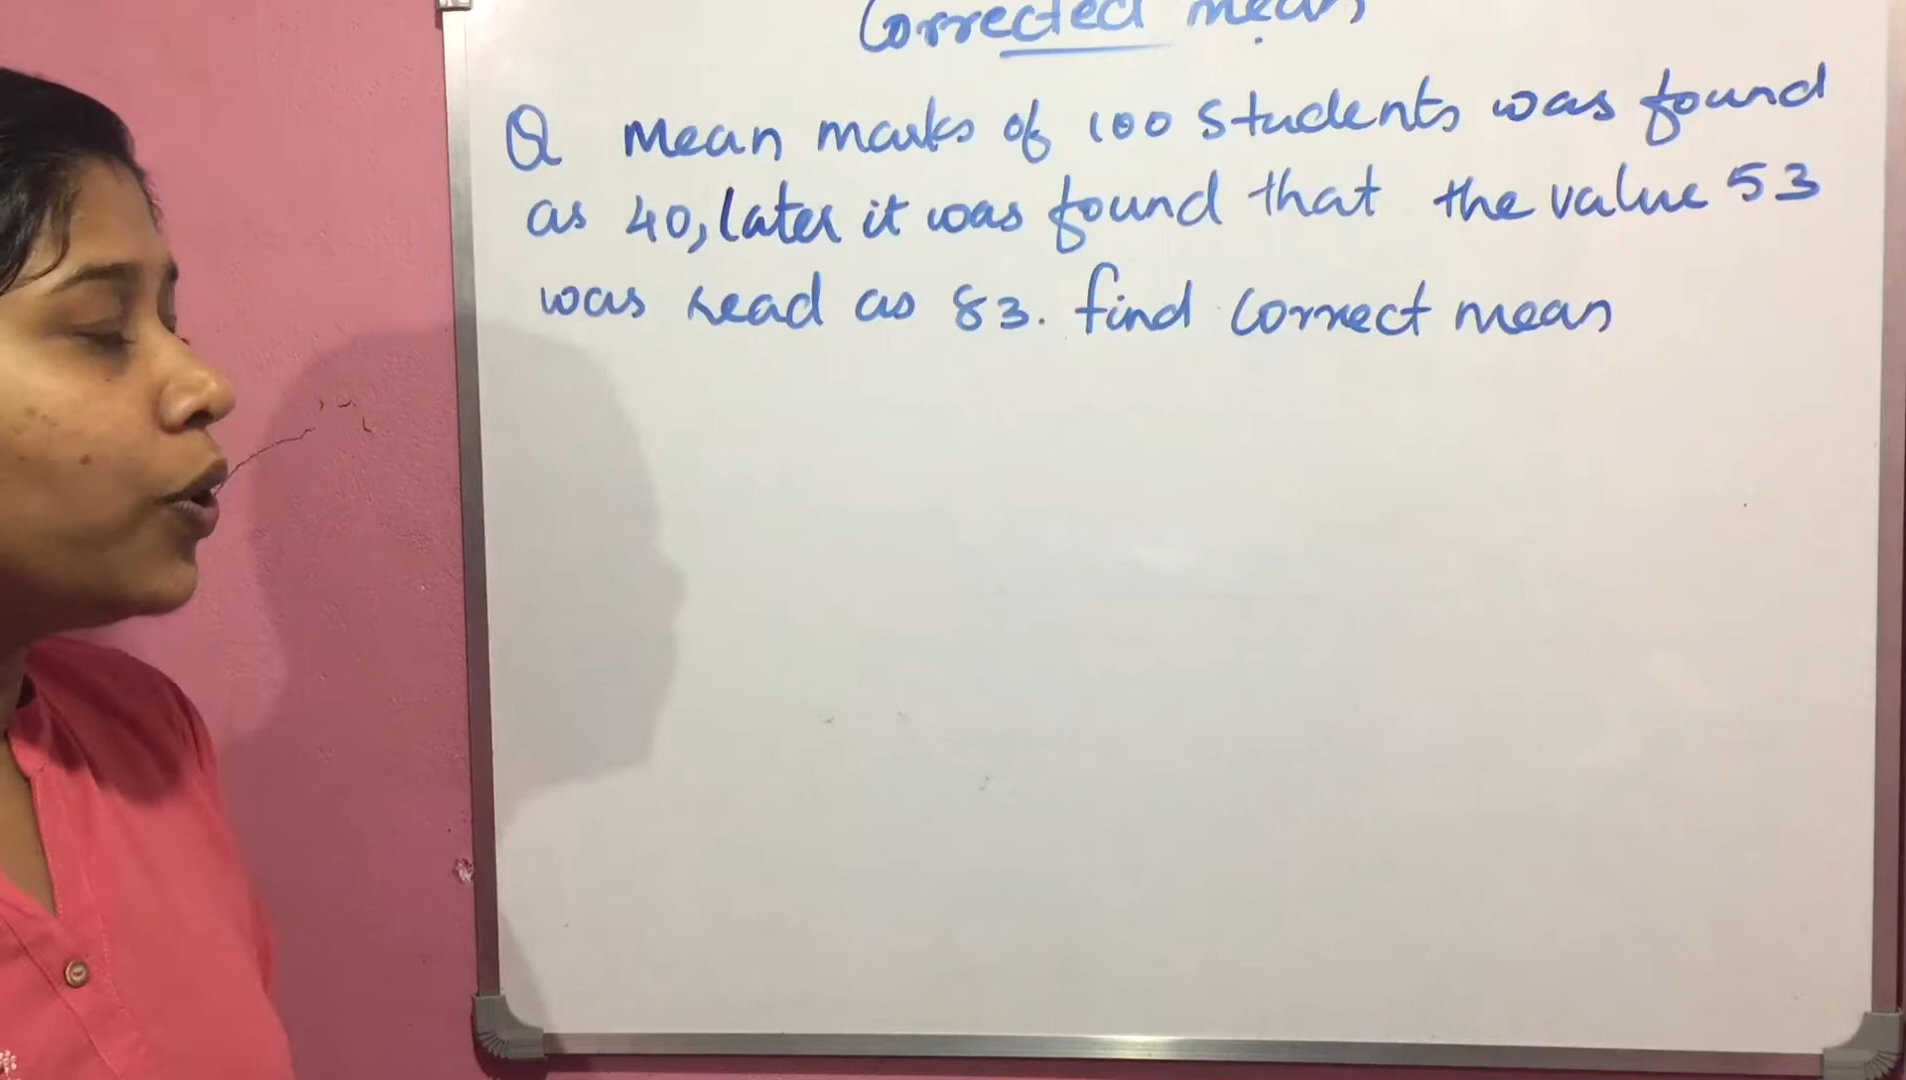 Corrected mean
Q Mean marks of 100 students was found
as 40, later it was found that the value 53
was read as 83. find correct mean